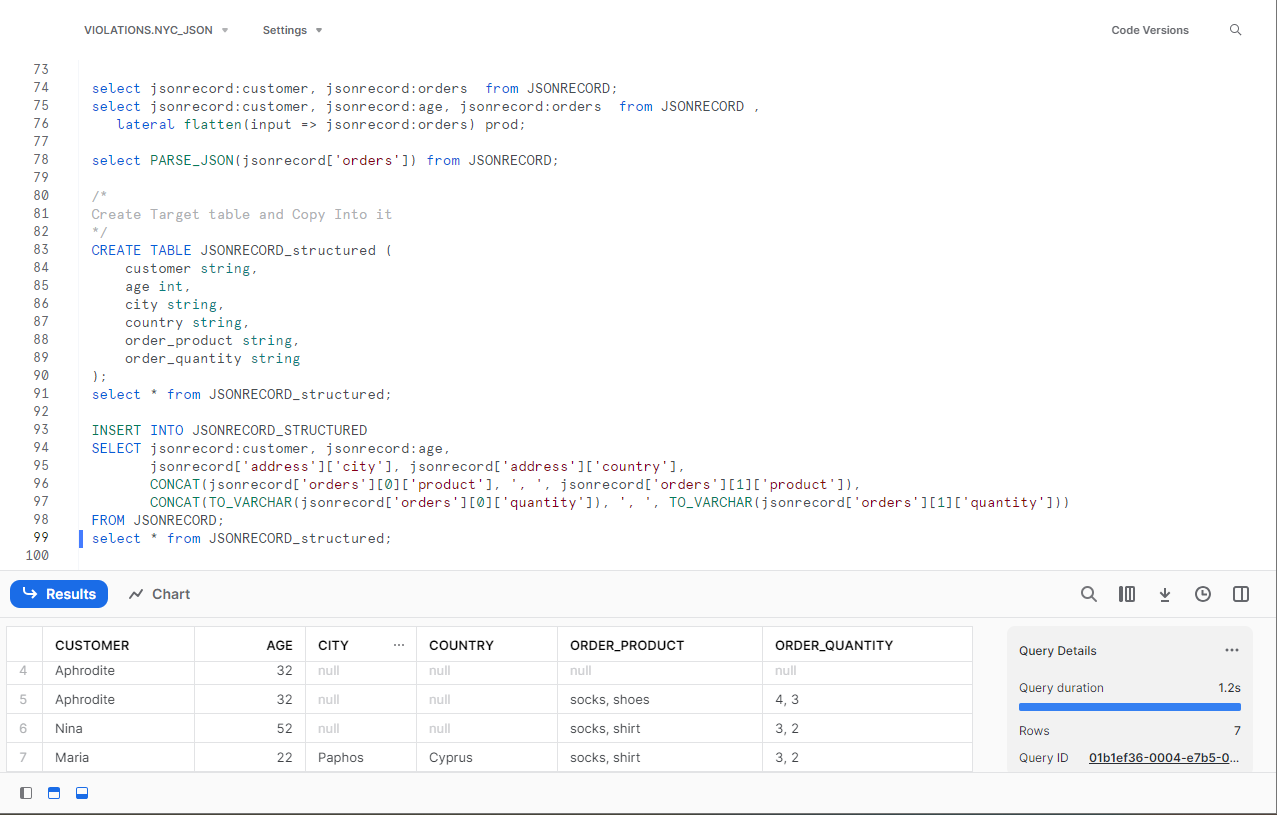 VIOLATIONS.NYC_JSON Settings Code Versions
73
74 select jsonrecord:customer, jsonrecord:orders  from JSONRECORD;
75 select jsonrecord:customer, jsonrecord:age, jsonrecord:orders  from JSONRECORD ,
76    lateral flatten(input => jsonrecord:orders) prod;
77
78 select PARSE_JSON(jsonrecord['orders']) from JSONRECORD;
79
80 /*
81 Create Target table and Copy Into it
82 */
83 CREATE TABLE JSONRECORD_structured (
84     customer string,
85     age int,
86     city string,
87     country string,
88     order_product string,
89     order_quantity string
90 );
91 select * from JSONRECORD_structured;
92
93 INSERT INTO JSONRECORD_STRUCTURED
94 SELECT jsonrecord:customer, jsonrecord:age,
95        jsonrecord['address']['city'], jsonrecord['address']['country'],
96        CONCAT(jsonrecord['orders'][0]['product'], ', ', jsonrecord['orders'][1]['product']),
97        CONCAT(TO_VARCHAR(jsonrecord['orders'][0]['quantity']), ', ', TO_VARCHAR(jsonrecord['orders'][1]['quantity']))
98 FROM JSONRECORD;
99 select * from JSONRECORD_structured;
100
Results Chart
CUSTOMER AGE CITY ... COUNTRY ORDER_PRODUCT ORDER_QUANTITY
4 Aphrodite 32 null null null null
5 Aphrodite 32 null null socks, shoes 4, 3
6 Nina 52 null null socks, shirt 3, 2
7 Maria 22 Paphos Cyprus socks, shirt 3, 2
Query Details ...
Query duration 1.2s
Rows 7
Query ID 01b1ef36-0004-e7b5-0...